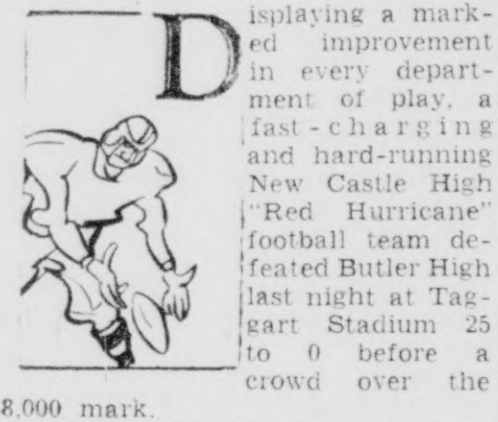 Displaying a mark-
ed improvement
in every depart-
ment of play, a
fast-charging
and hard-running
New Castle High
"Red Hurricane"
football team de-
feated Butler High
last night at Tag-
gart Stadium 25
to 0 before a
crowd over the
8,000 mark.